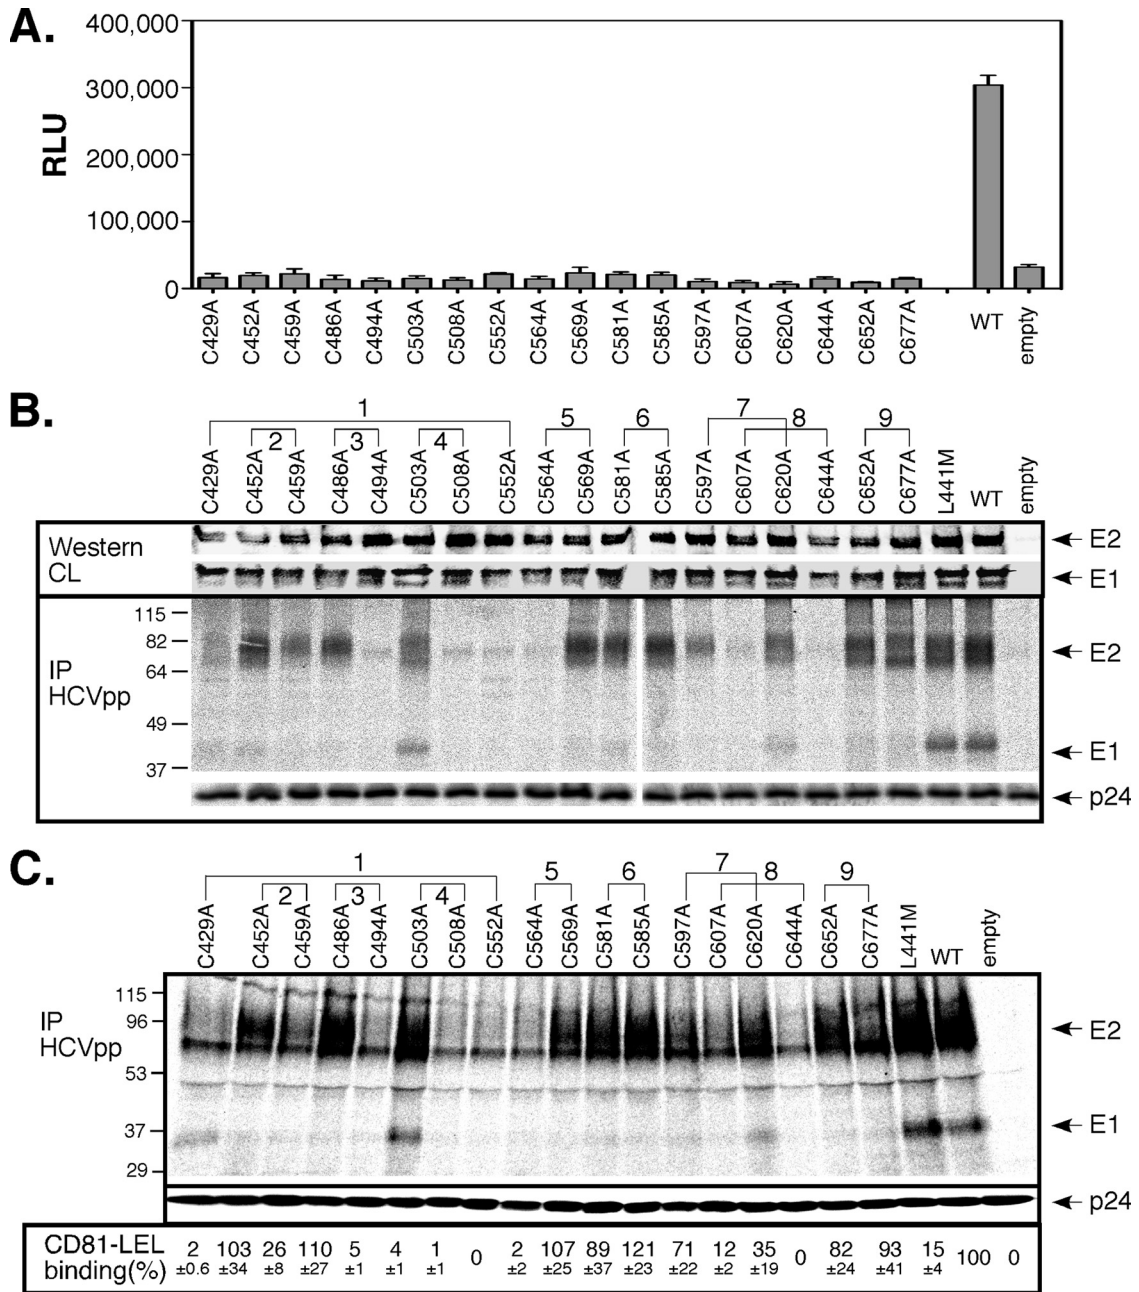 A.
400,000
300,000
200,000
100,000
0
RLU
C429A C452A C459A C486A C494A C503A C508A C552A C564A C569A C581A C585A C597A C607A C620A C644A C652A C677A WT empty
B.
1 2 3 4 5 6 7 8 9
C429A C452A C459A C486A C494A C503A C508A C552A C564A C569A C581A C585A C597A C607A C620A C644A C652A C677A L441M WT empty
Western
CL
E2
E1
IP
HCVpp
115
82
64
49
37
E2
E1
p24
C.
1 2 3 4 5 6 7 8 9
C429A C452A C459A C486A C494A C503A C508A C552A C564A C569A C581A C585A C597A C607A C620A C644A C652A C677A L441M WT empty
IP
HCVpp
115
96
53
37
29
E2
E1
p24
CD81-LEL 2 103 26 110 5 4 1 0 2 107 89 121 71 12 35 0 82 93 15 100 0
binding(%) ±0.6 ±34 ±8 ±27 ±1 ±1 ±1 ±2 ±25 ±37 ±23 ±22 ±2 ±19 ±24 ±41 ±4